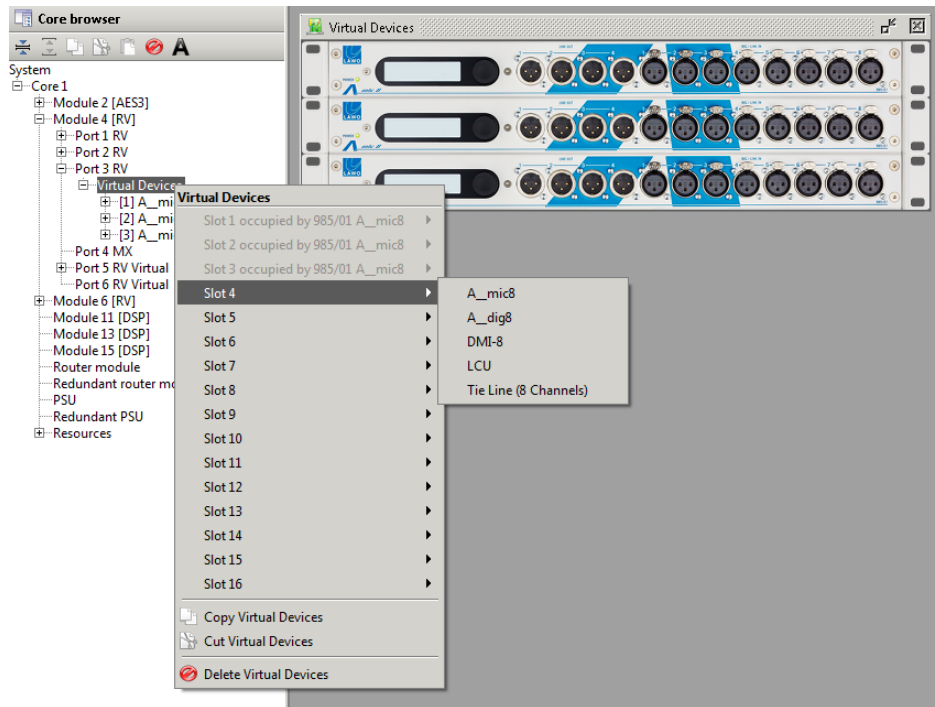 Core browser
A
System
Core 1
Module 2 [AES3]
Module 4 [RV]
Port 1 RV
Port 2 RV
Port 3 RV
Virtual Devices
[1] A__mi
[2] A__mi
[3] A__mi
Port 4 MX
Port 5 RV Virtual
Port 6 RV Virtual
Module 6 [RV]
Module 11 [DSP]
Module 13 [DSP]
Module 15 [DSP]
Router module
Redundant router mo
PSU
Redundant PSU
Resources
Virtual Devices
Slot 1 occupied by 985/01 A__mic8
Slot 2 occupied by 985/01 A__mic8
Slot 3 occupied by 985/01 A__mic8
Slot 4
Slot 5
Slot 6
Slot 7
Slot 8
Slot 9
Slot 10
Slot 11
Slot 12
Slot 13
Slot 14
Slot 15
Slot 16
Copy Virtual Devices
Cut Virtual Devices
Delete Virtual Devices
A__mic8
A__dig8
DMI-8
LCU
Tie Line (8 Channels)
Virtual Devices
LAWO
LAWO
LAWO